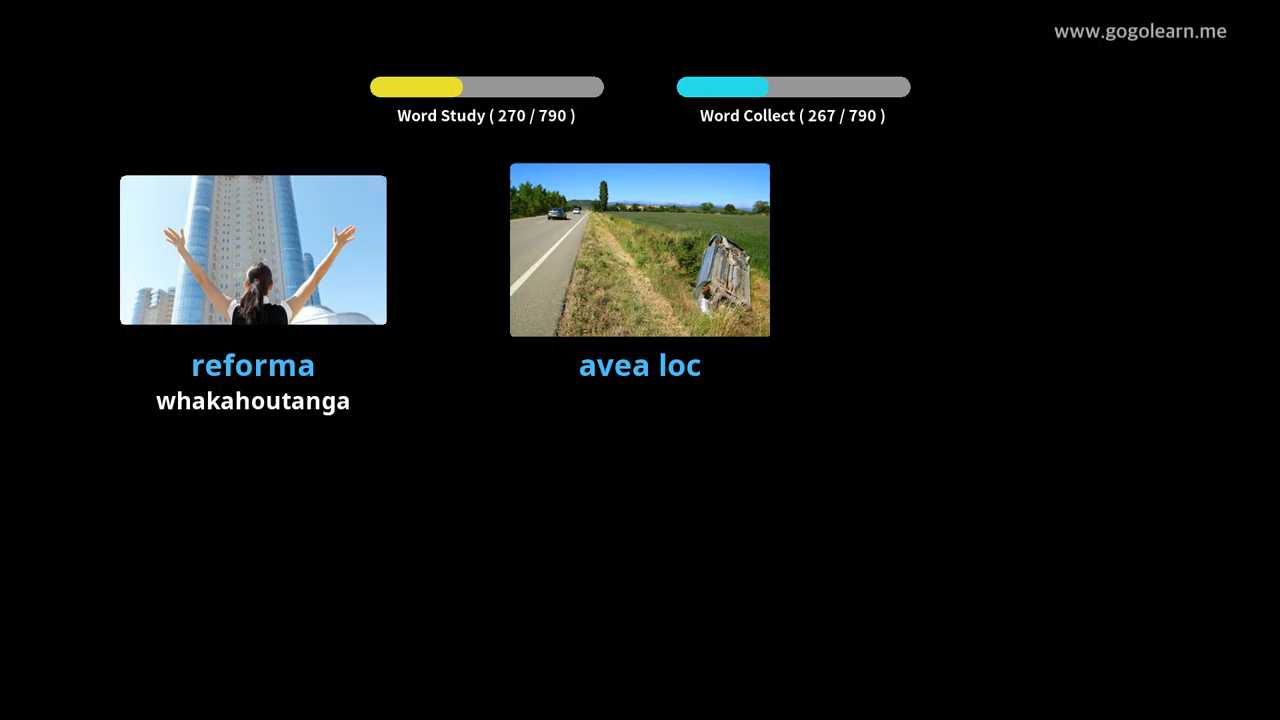 www.gogolearn.me
Word Study ( 270 / 790 )
Word Collect ( 267 / 790 )
reforma
whakahoutanga
avea loc